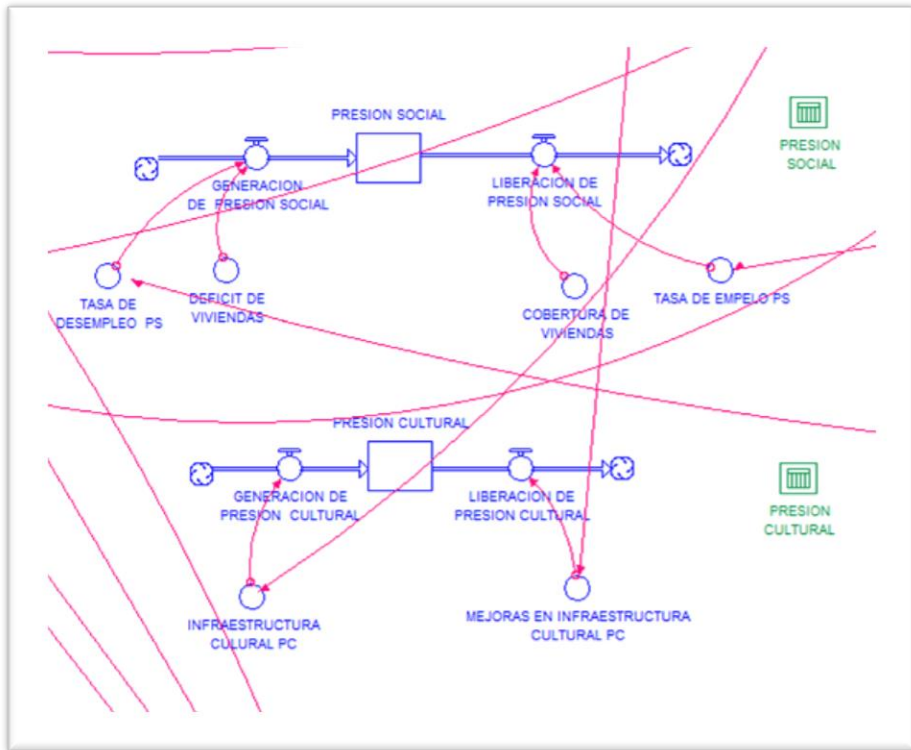 PRESION SOCIAL
PRESION
SOCIAL
GENERACION
DE PRESION SOCIAL
LIBERACION DE
PRESION SOCIAL
TASA DE
DESEMPLEO PS
DEFICIT DE
VIVIENDAS
COBERTURA DE
VIVIENDAS
TASA DE EMPELO PS
PRESION CULTURAL
GENERACION DE
PRESION CULTURAL
LIBERACION DE
PRESION CULTURAL
PRESION
CULTURAL
INFRAESTRUCTURA
CULURAL PC
MEJORAS EN INFRAESTRUCTURA
CULTURAL PC